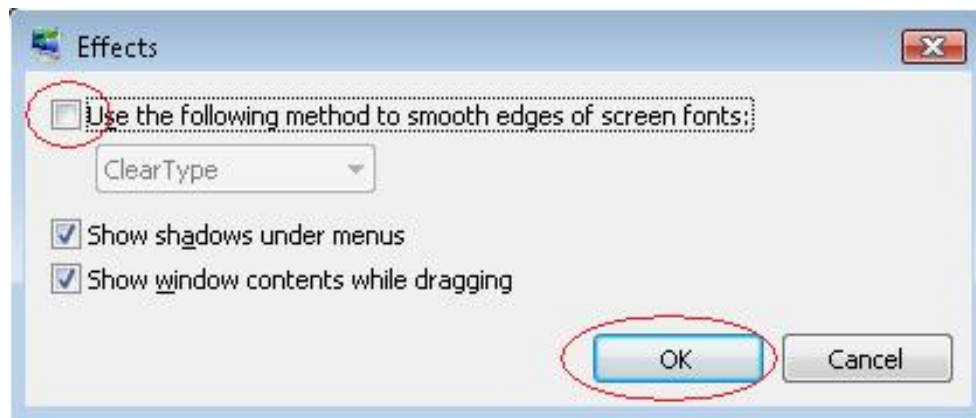 Effects
Use the following method to smooth edges of screen fonts:
ClearType
Show shadows under menus
Show window contents while dragging
OK
Cancel